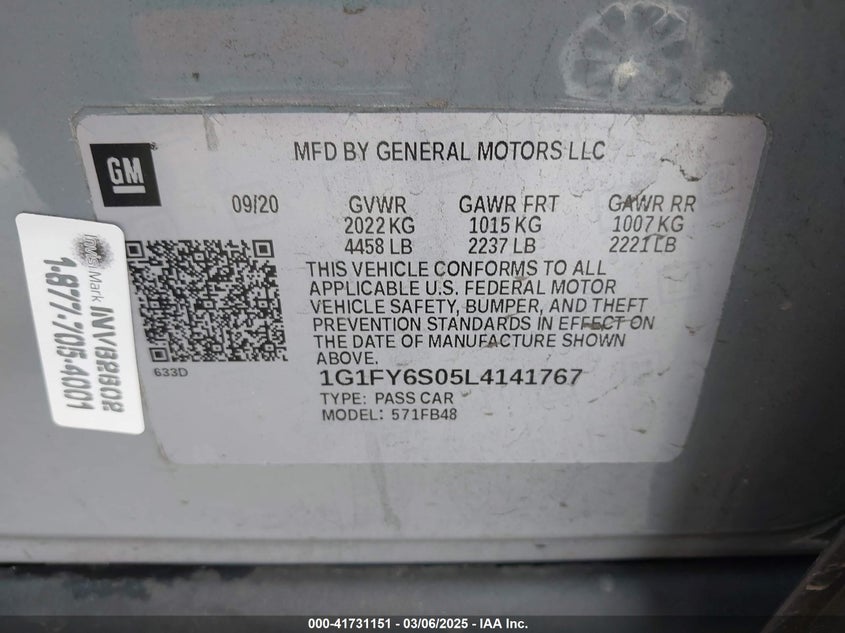 GM
MFD BY GENERAL MOTORS LLC
09/20
GVWR
2022 KG
4458 LB
GAWR FRT
1015 KG
2237 LB
GAWR RR
1007 KG
2221 LB
THIS VEHICLE CONFORMS TO ALL
APPLICABLE U.S. FEDERAL MOTOR
VEHICLE SAFETY, BUMPER, AND THEFT
PREVENTION STANDARDS IN EFFECT ON
THE DATE OF MANUFACTURE SHOWN
ABOVE.
633D
1G1FY6S05L4141767
TYPE: PASS CAR
MODEL: 571FB48
Mark
1.877.705.4001
000-41731151 — 03/06/2025 — IAA Inc.